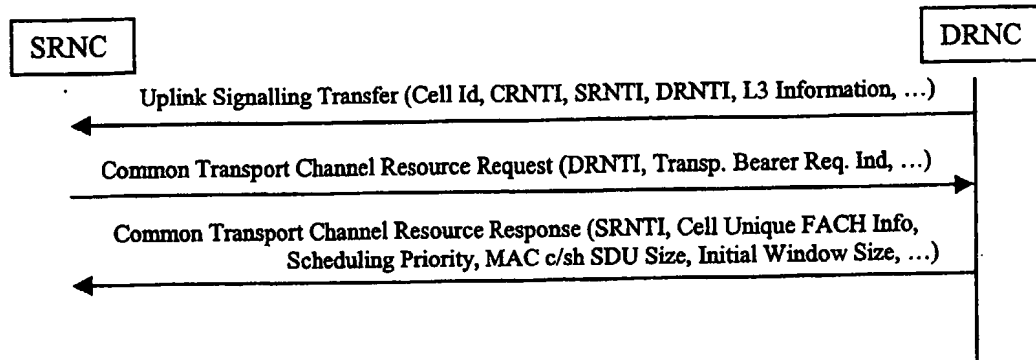 SRNC
DRNC
Uplink Signalling Transfer (Cell Id, CRNTI, SRNTI, DRNTI, L3 Information, ...)
Common Transport Channel Resource Request (DRNTI, Transp. Bearer Req. Ind, ...)
Common Transport Channel Resource Response (SRNTI, Cell Unique FACH Info,
Scheduling Priority, MAC c/sh SDU Size, Initial Window Size, ...)